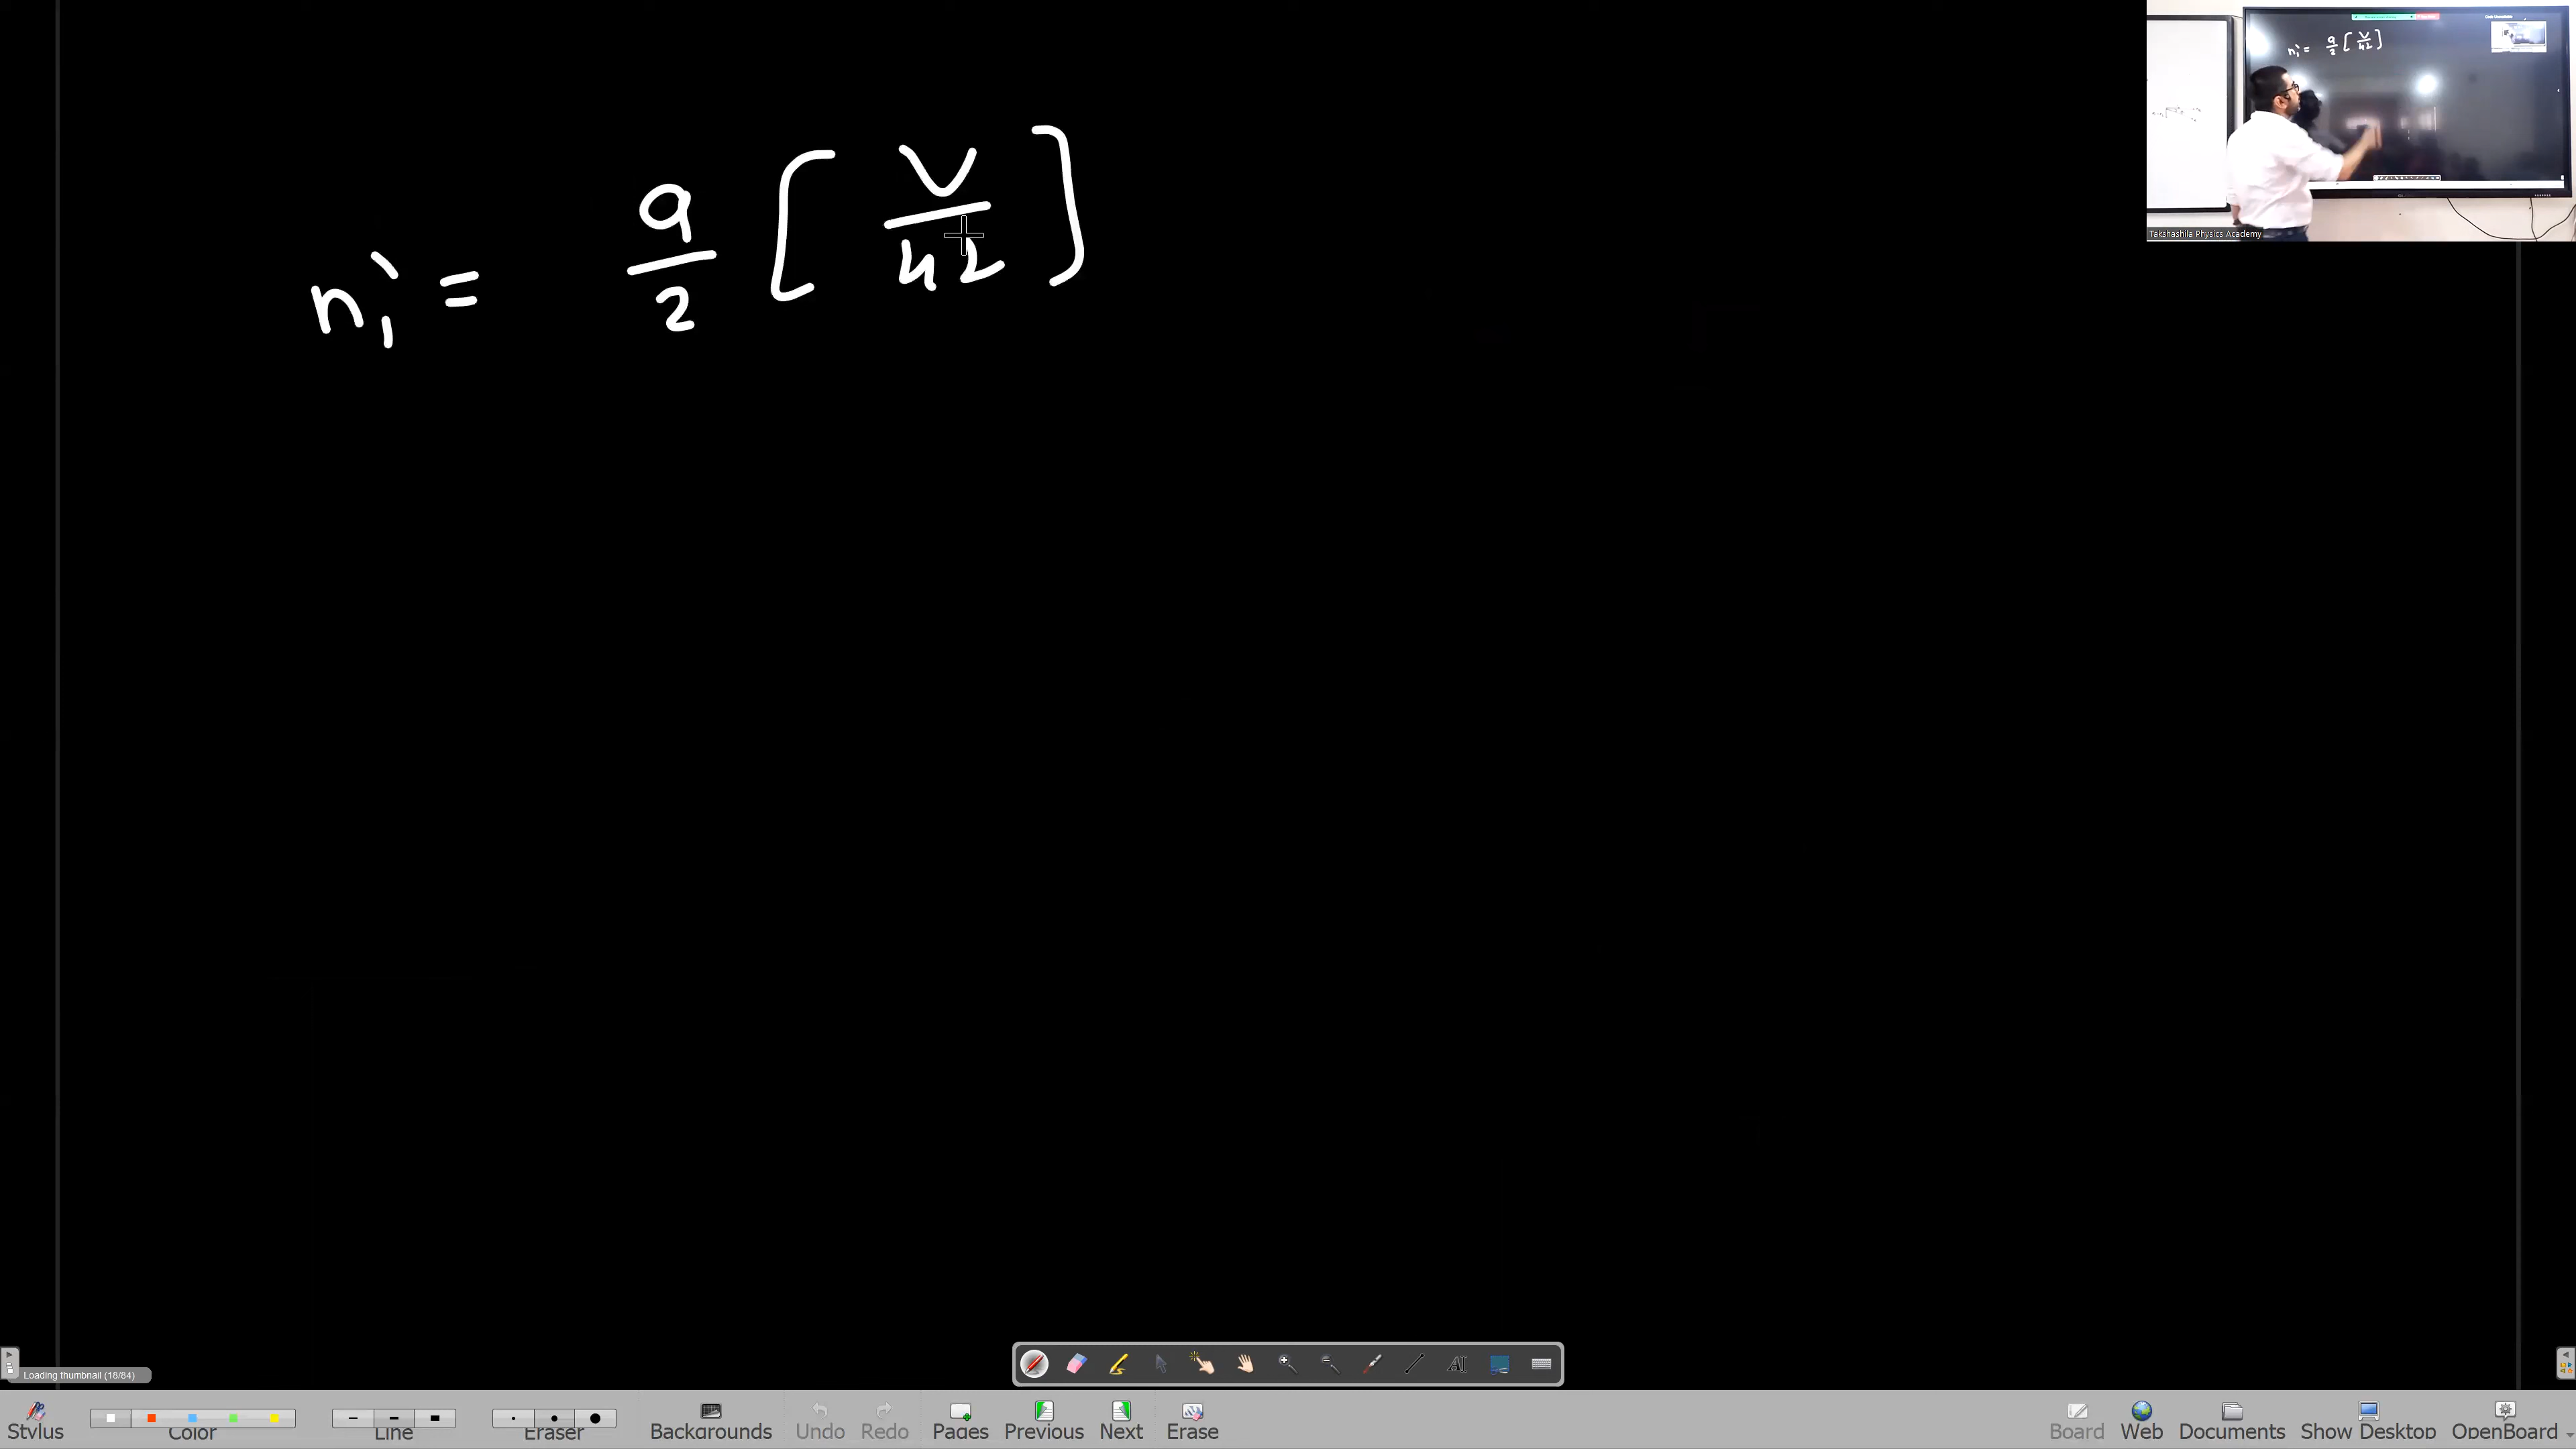 n₁' = 9/2 [ V/4L ]
Takshashila Physics Academy
Loading thumbnail (18/84)
Stylus Color Line Eraser Backgrounds Undo Redo Pages Previous Next Erase Board Web Documents Show Desktop OpenBoard